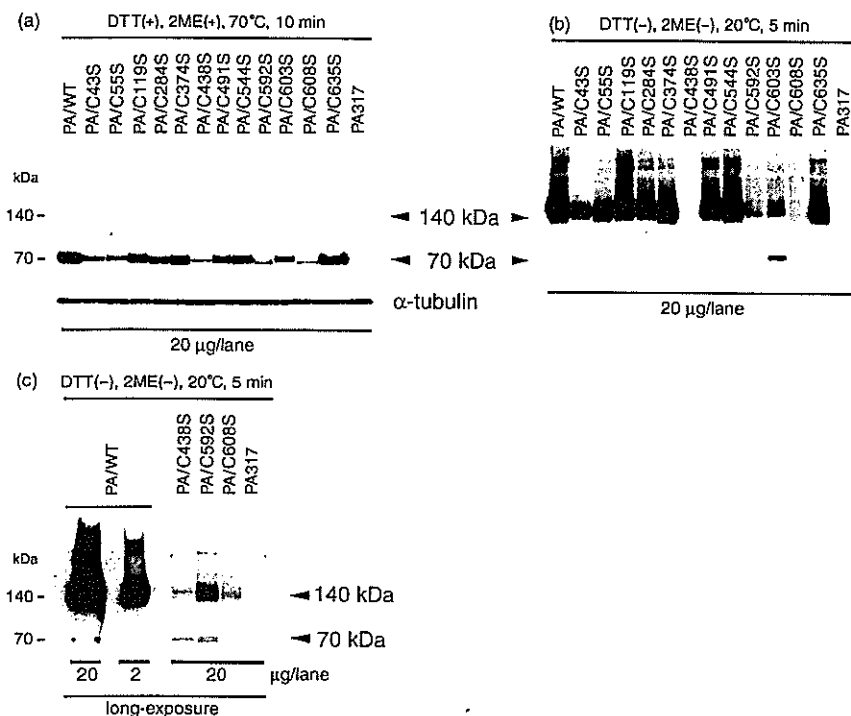 (a)
DTT(+), 2ME(+), 70°C, 10 min
PA/WT
PA/C43S
PA/C55S
PA/C119S
PA/C284S
PA/C374S
PA/C438S
PA/C491S
PA/C544S
PA/C592S
PA/C603S
PA/C608S
PA/C635S
PA317
kDa
140
70
140 kDa
70 kDa
α-tubulin
20 µg/lane
(b)
DTT(–), 2ME(–), 20°C, 5 min
PA/WT
PA/C43S
PA/C55S
PA/C119S
PA/C284S
PA/C374S
PA/C438S
PA/C491S
PA/C544S
PA/C592S
PA/C603S
PA/C608S
PA/C635S
PA317
20 µg/lane
(c)
DTT(–), 2ME(–), 20°C, 5 min
PA/WT
PA/C438S
PA/C592S
PA/C608S
PA317
kDa
140
70
140 kDa
70 kDa
20 2 20 µg/lane
long-exposure